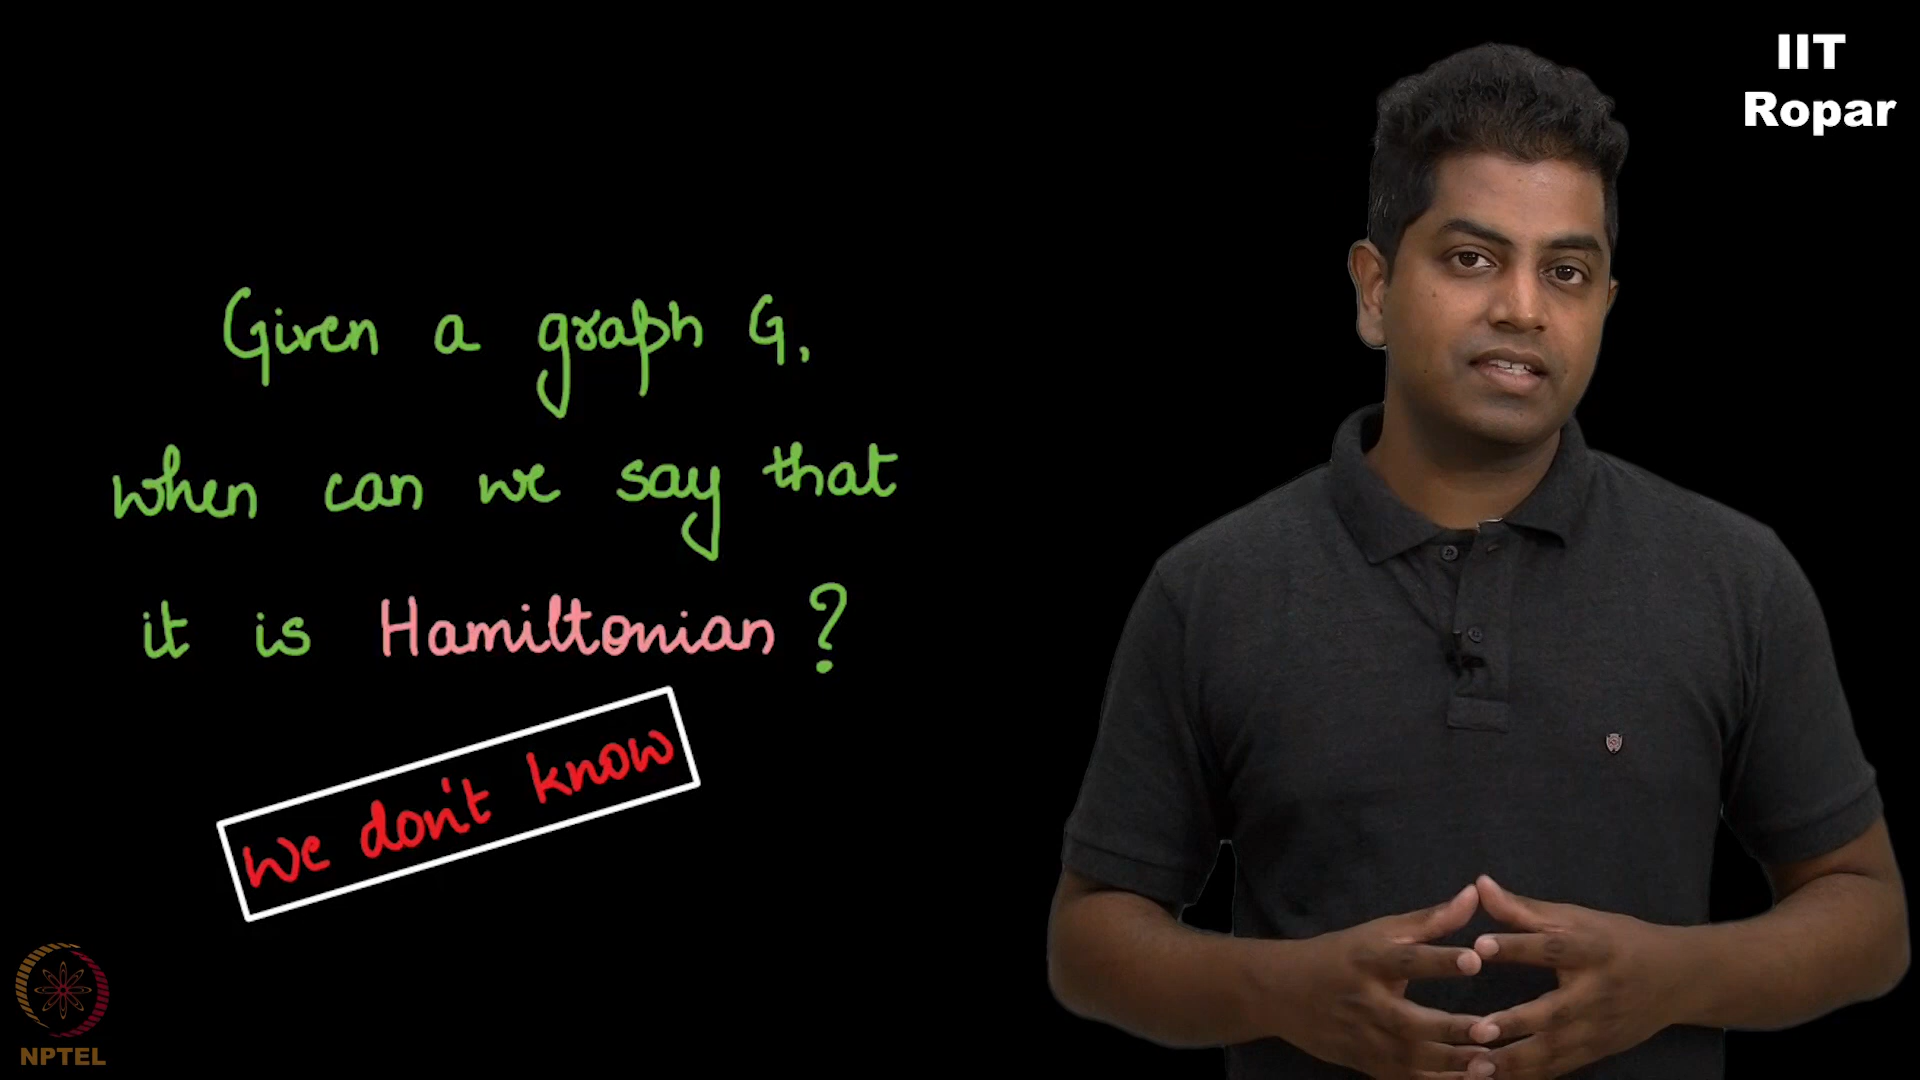 IIT
Ropar
Given a graph G,
when can we say that
it is Hamiltonian ?
we don't know
NPTEL